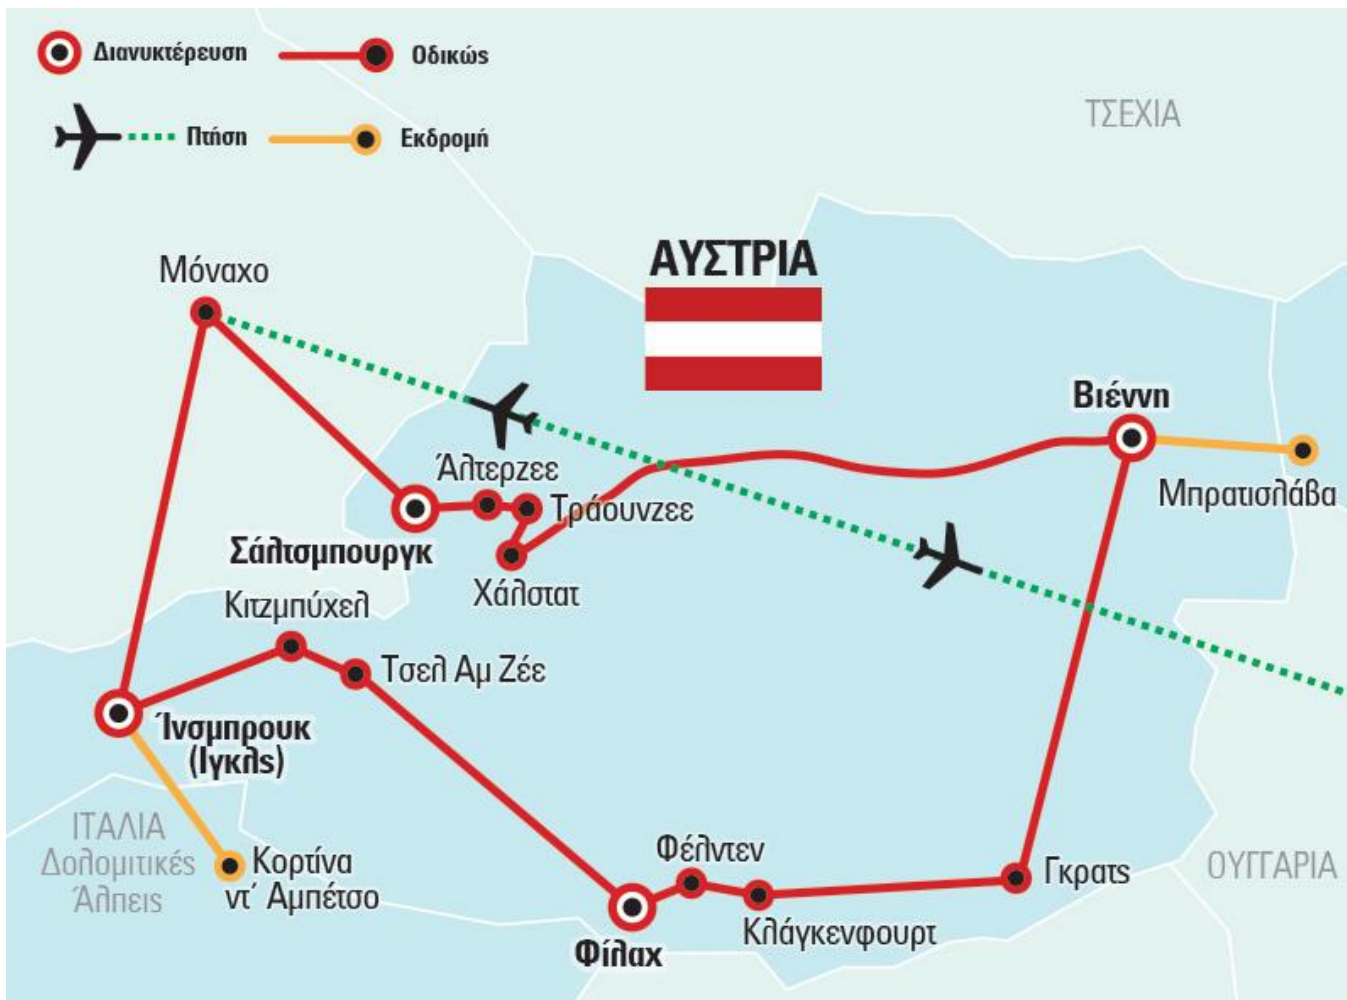 Διανυκτέρευση
Οδικώς
Πτήση
Εκδρομή
ΤΣΕΧΙΑ
ΑΥΣΤΡΙΑ
Μόναχο
Βιέννη
Άλτερζεε
Τράουνζεε
Μπρατισλάβα
Σάλτσμπουργκ
Χάλστατ
Κιτζμπύχελ
Τσελ Αμ Ζέε
Ίνσμπρουκ
(Ιγκλς)
ΙΤΑΛΙΑ
Δολομιτικές
Άλπεις
Κορτίνα
ντ΄ Αμπέτσο
Φέλντεν
Γκρατς
ΟΥΓΓΑΡΙΑ
Κλάγκενφουρτ
Φίλαχ